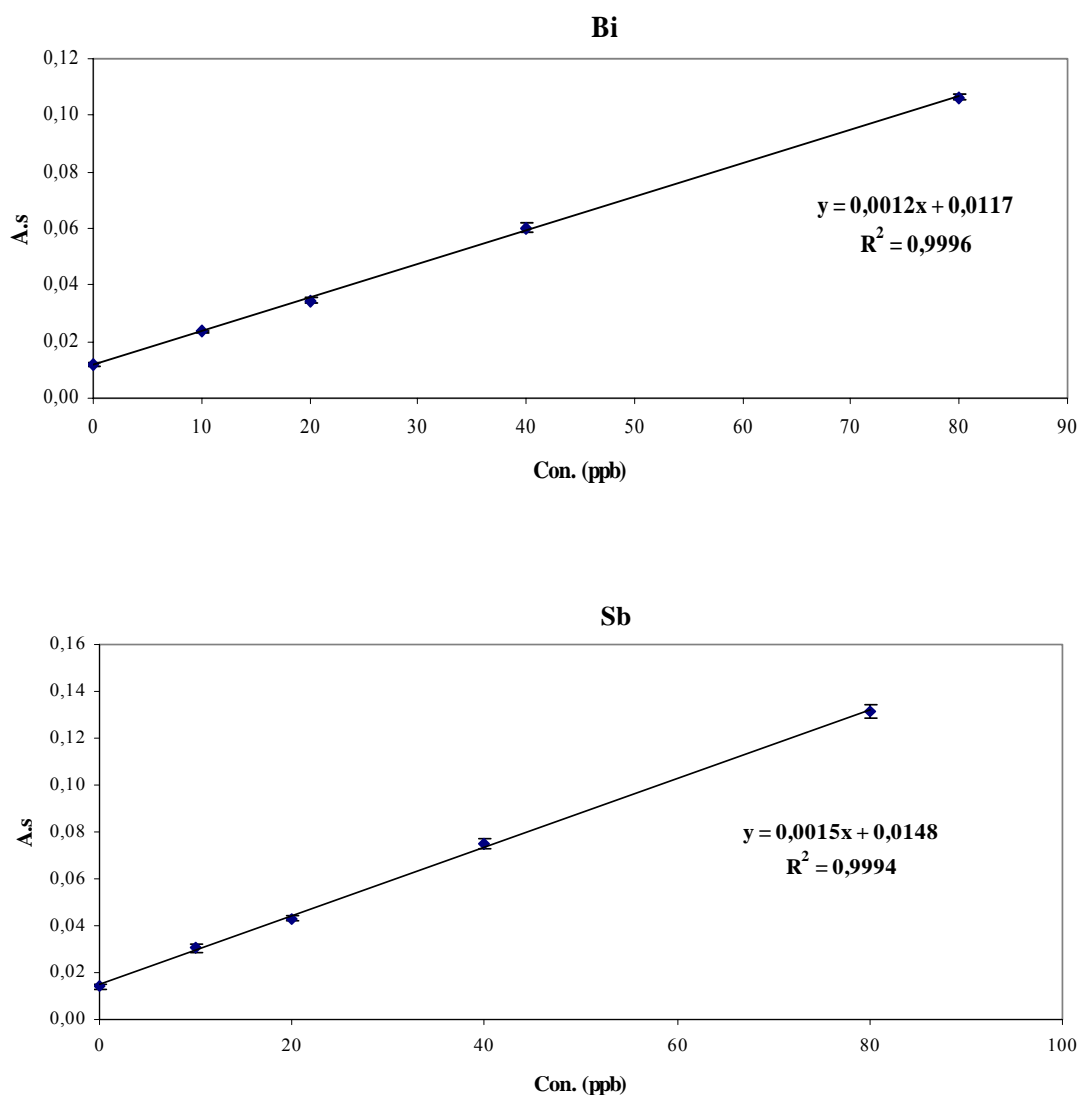 Bi
0,12
0,10
0,08
0,06
0,04
0,02
0,00
A.s
y = 0,0012x + 0,0117
R² = 0,9996
0 10 20 30 40 50 60 70 80 90
Con. (ppb)
Sb
0,16
0,14
0,12
0,10
0,08
0,06
0,04
0,02
0,00
A.s
y = 0,0015x + 0,0148
R² = 0,9994
0 20 40 60 80 100
Con. (ppb)